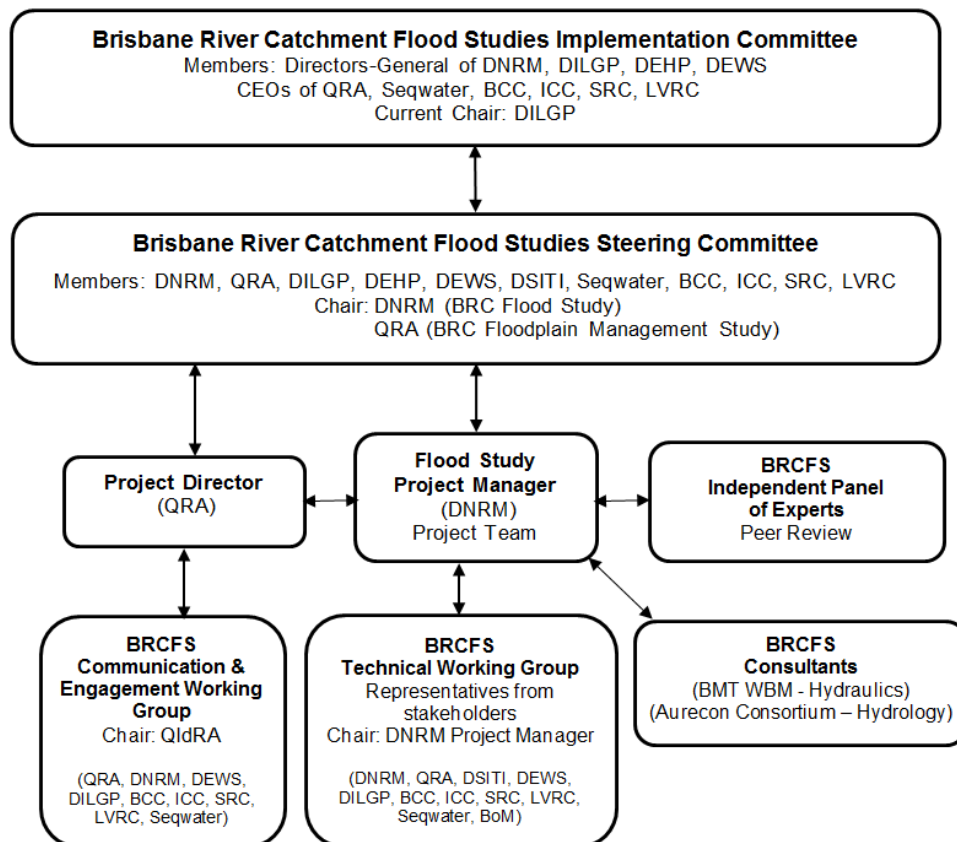 Brisbane River Catchment Flood Studies Implementation Committee
Members: Directors-General of DNRM, DILGP, DEHP, DEWS
CEOs of QRA, Seqwater, BCC, ICC, SRC, LVRC
Current Chair: DILGP
Brisbane River Catchment Flood Studies Steering Committee
Members: DNRM, QRA, DILGP, DEHP, DEWS, DSITI, Seqwater, BCC, ICC, SRC, LVRC
Chair: DNRM (BRC Flood Study)
QRA (BRC Floodplain Management Study)
Project Director
(QRA)
Flood Study
Project Manager
(DNRM)
Project Team
BRCFS
Independent Panel
of Experts
Peer Review
BRCFS
Communication &
Engagement Working
Group
Chair: QldRA
(QRA, DNRM, DEWS,
DILGP, BCC, ICC, SRC,
LVRC, Seqwater)
BRCFS
Technical Working Group
Representatives from
stakeholders
Chair: DNRM Project Manager
(DNRM, QRA, DSITI, DEWS,
DILGP, BCC, ICC, SRC, LVRC,
Seqwater, BoM)
BRCFS
Consultants
(BMT WBM - Hydraulics)
(Aurecon Consortium – Hydrology)